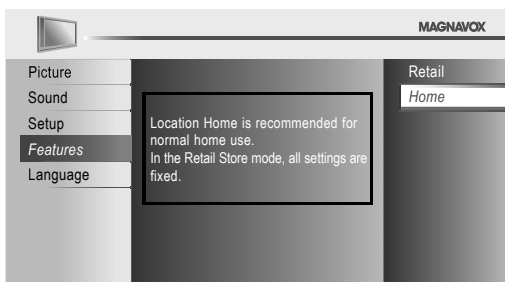 MAGNAVOX
Picture
Sound
Setup
Features
Language
Location Home is recommended for
normal home use.
In the Retail Store mode, all settings are
fixed.
Retail
Home